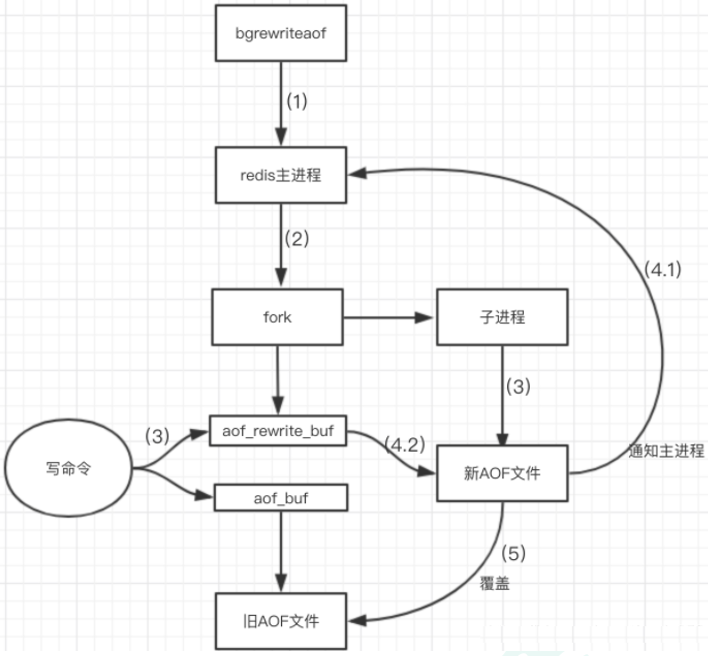 bgrewriteaof
(1)
redis主进程
(2)
(4.1)
fork
子进程
(3)
aof_rewrite_buf
(3)
(4.2)
通知主进程
写命令
新AOF文件
aof_buf
(5)
覆盖
旧AOF文件